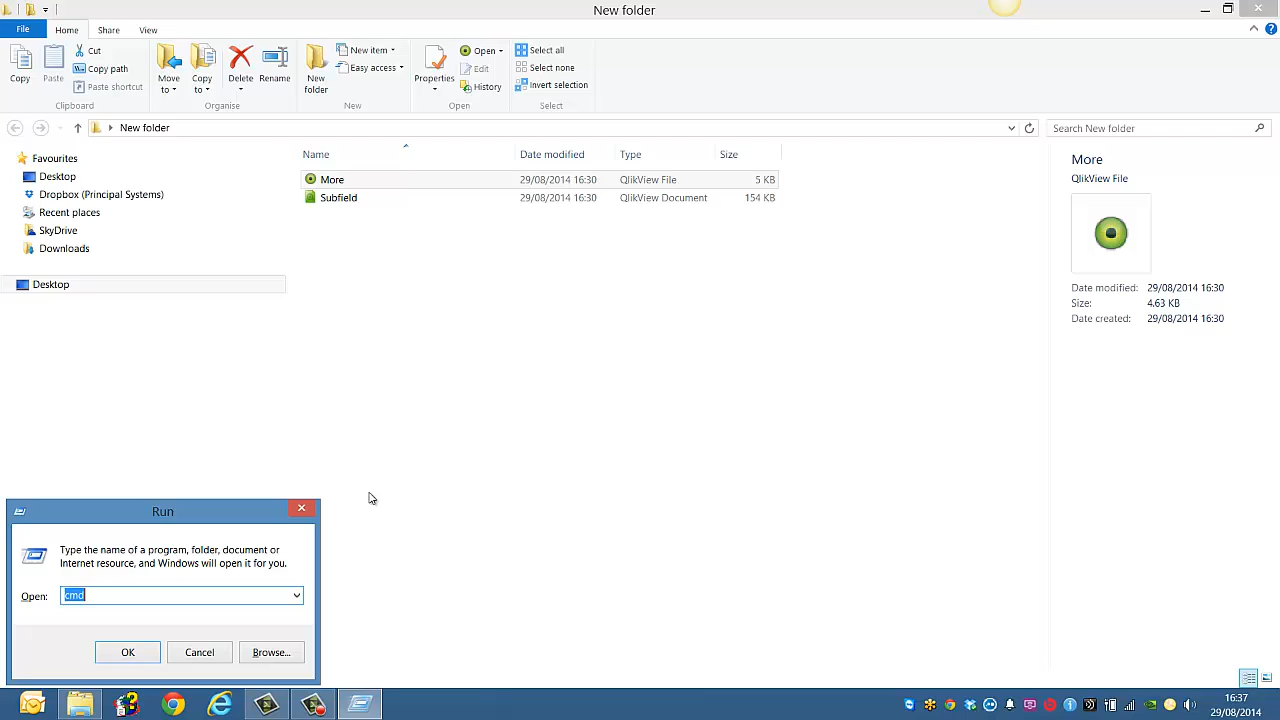 New folder
File Home Share View
Copy
Paste
Cut
Copy path
Paste shortcut
Clipboard
Move to
Copy to
Delete
Rename
Organise
New folder
New item
Easy access
New
Properties
Open
Edit
History
Open
Select all
Select none
Invert selection
Select
New folder
Search New folder
Favourites
Desktop
Dropbox (Principal Systems)
Recent places
SkyDrive
Downloads
Desktop
Name Date modified Type Size
More 29/08/2014 16:30 QlikView File 5 KB
Subfield 29/08/2014 16:30 QlikView Document 154 KB
More
QlikView File
Date modified: 29/08/2014 16:30
Size: 4.63 KB
Date created: 29/08/2014 16:30
Run
Type the name of a program, folder, document or
Internet resource, and Windows will open it for you.
Open: cmd
OK Cancel Browse...
16:37
29/08/2014